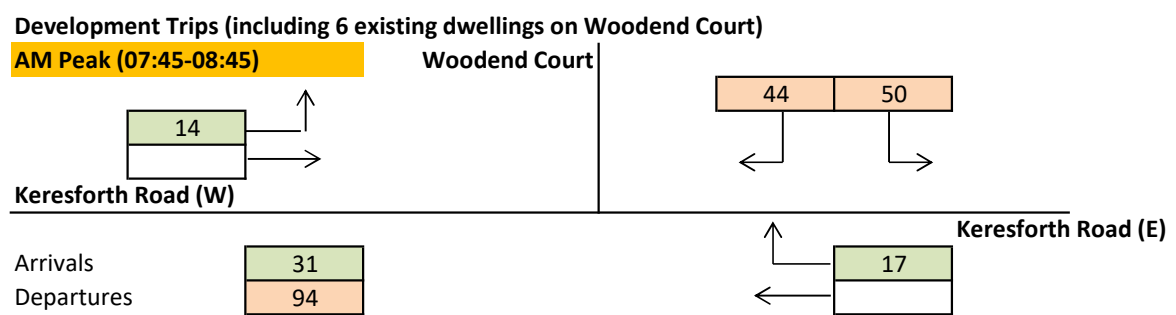 Development Trips (including 6 existing dwellings on Woodend Court)
AM Peak (07:45-08:45)
Woodend Court
44 50
14
Keresforth Road (W)
Keresforth Road (E)
Arrivals 31
17
Departures 94